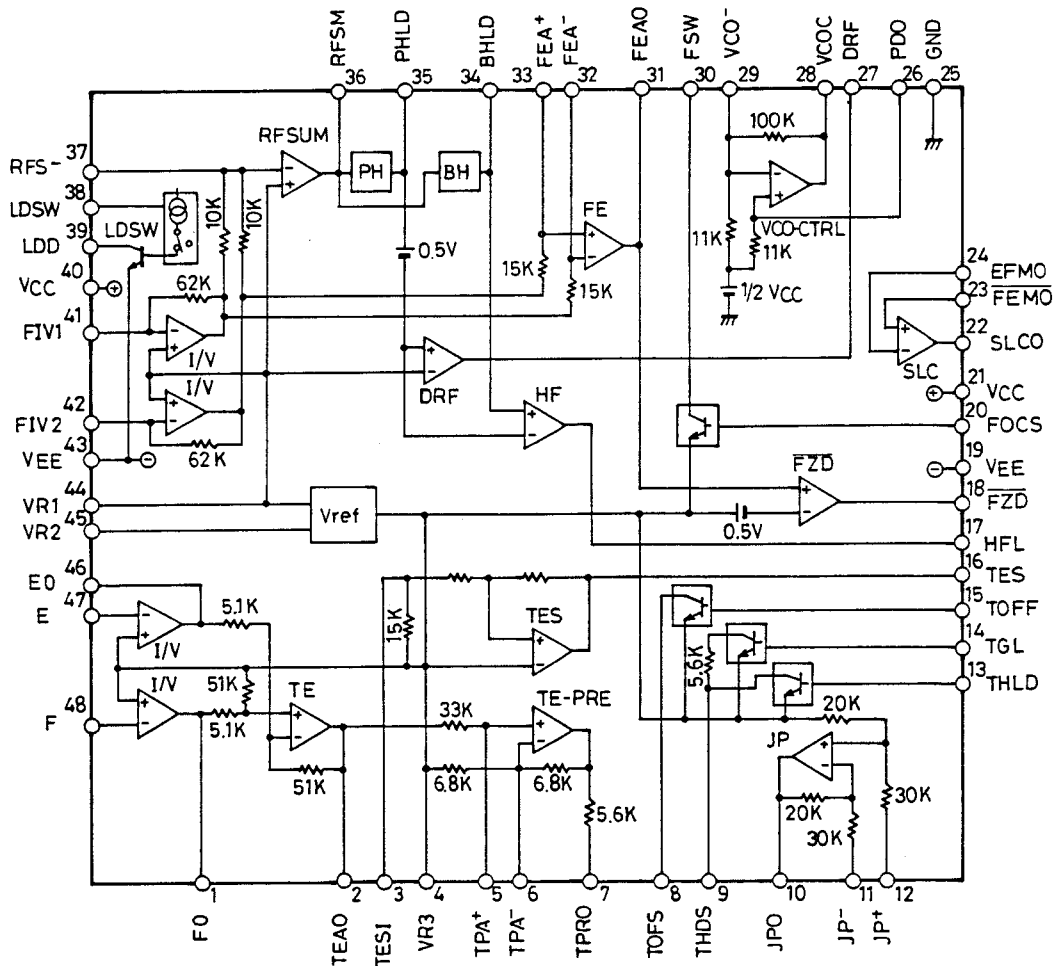 RFSM
PHLD
BHLD
FEA+
FEA-
FEAO
FSW
VCO-
VCOC
DRF
PDO
GND
36
35
34
33
32
31
30
29
28
27
26
25
RFS-
37
LDSW
38
LDD
39
VCC
40
FIV1
41
FIV2
42
VEE
43
VR1
44
VR2
45
EO
46
E
47
F
48
24
EFMO
23
FEMO
22
SLCO
21
VCC
20
FOCS
19
VEE
18
FZD
17
HFL
16
TES
15
TOFF
14
TGL
13
THLD
RFSUM
PH
BH
LDSW
10K
10K
62K
I/V
I/V
62K
0.5V
FE
15K
15K
100K
11K
VCO-CTRL
11K
1/2 VCC
SLC
DRF
HF
FZD
0.5V
Vref
5.1K
I/V
I/V
51K
5.1K
TE
51K
15K
TES
33K
TE-PRE
6.8K
6.8K
5.6K
5.6K
20K
JP
20K
30K
30K
1
2
3
4
5
6
7
8
9
10
11
12
FO
TEAO
TESI
VR3
TPA+
TPA-
TPRO
TOFS
THDS
JPO
JP-
JP+